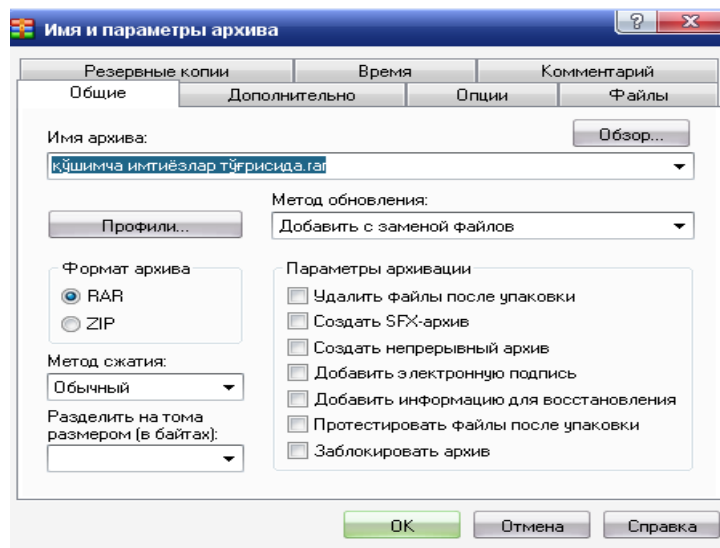 Имя и параметры архива
Резервные копии Время Комментарий
Общие Дополнительно Опции Файлы
Имя архива: Обзор...
қўшимча имтиёзлар тўғрисида.rar
Метод обновления:
Профили... Добавить с заменой файлов
Формат архива Параметры архивации
RAR Удалить файлы после упаковки
ZIP Создать SFX-архив
Создать непрерывный архив
Метод сжатия: Добавить электронную подпись
Обычный Добавить информацию для восстановления
Разделить на тома Протестировать файлы после упаковки
размером (в байтах): Заблокировать архив
OK Отмена Справка